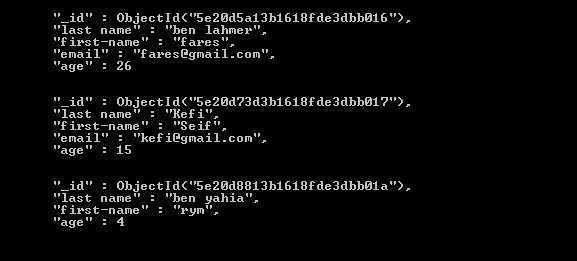 "_id" : ObjectId("5e20d5a13b1618fde3dbb016"),
"last name" : "ben lahmer",
"first-name" : "fares",
"email" : "fares@gmail.com",
"age" : 26
"_id" : ObjectId("5e20d73d3b1618fde3dbb017"),
"last name" : "Kefi",
"first-name" : "Seif",
"email" : "kefi@gmail.com",
"age" : 15
"_id" : ObjectId("5e20d8813b1618fde3dbb01a"),
"last name" : "ben yahia",
"first-name" : "rym",
"age" : 4